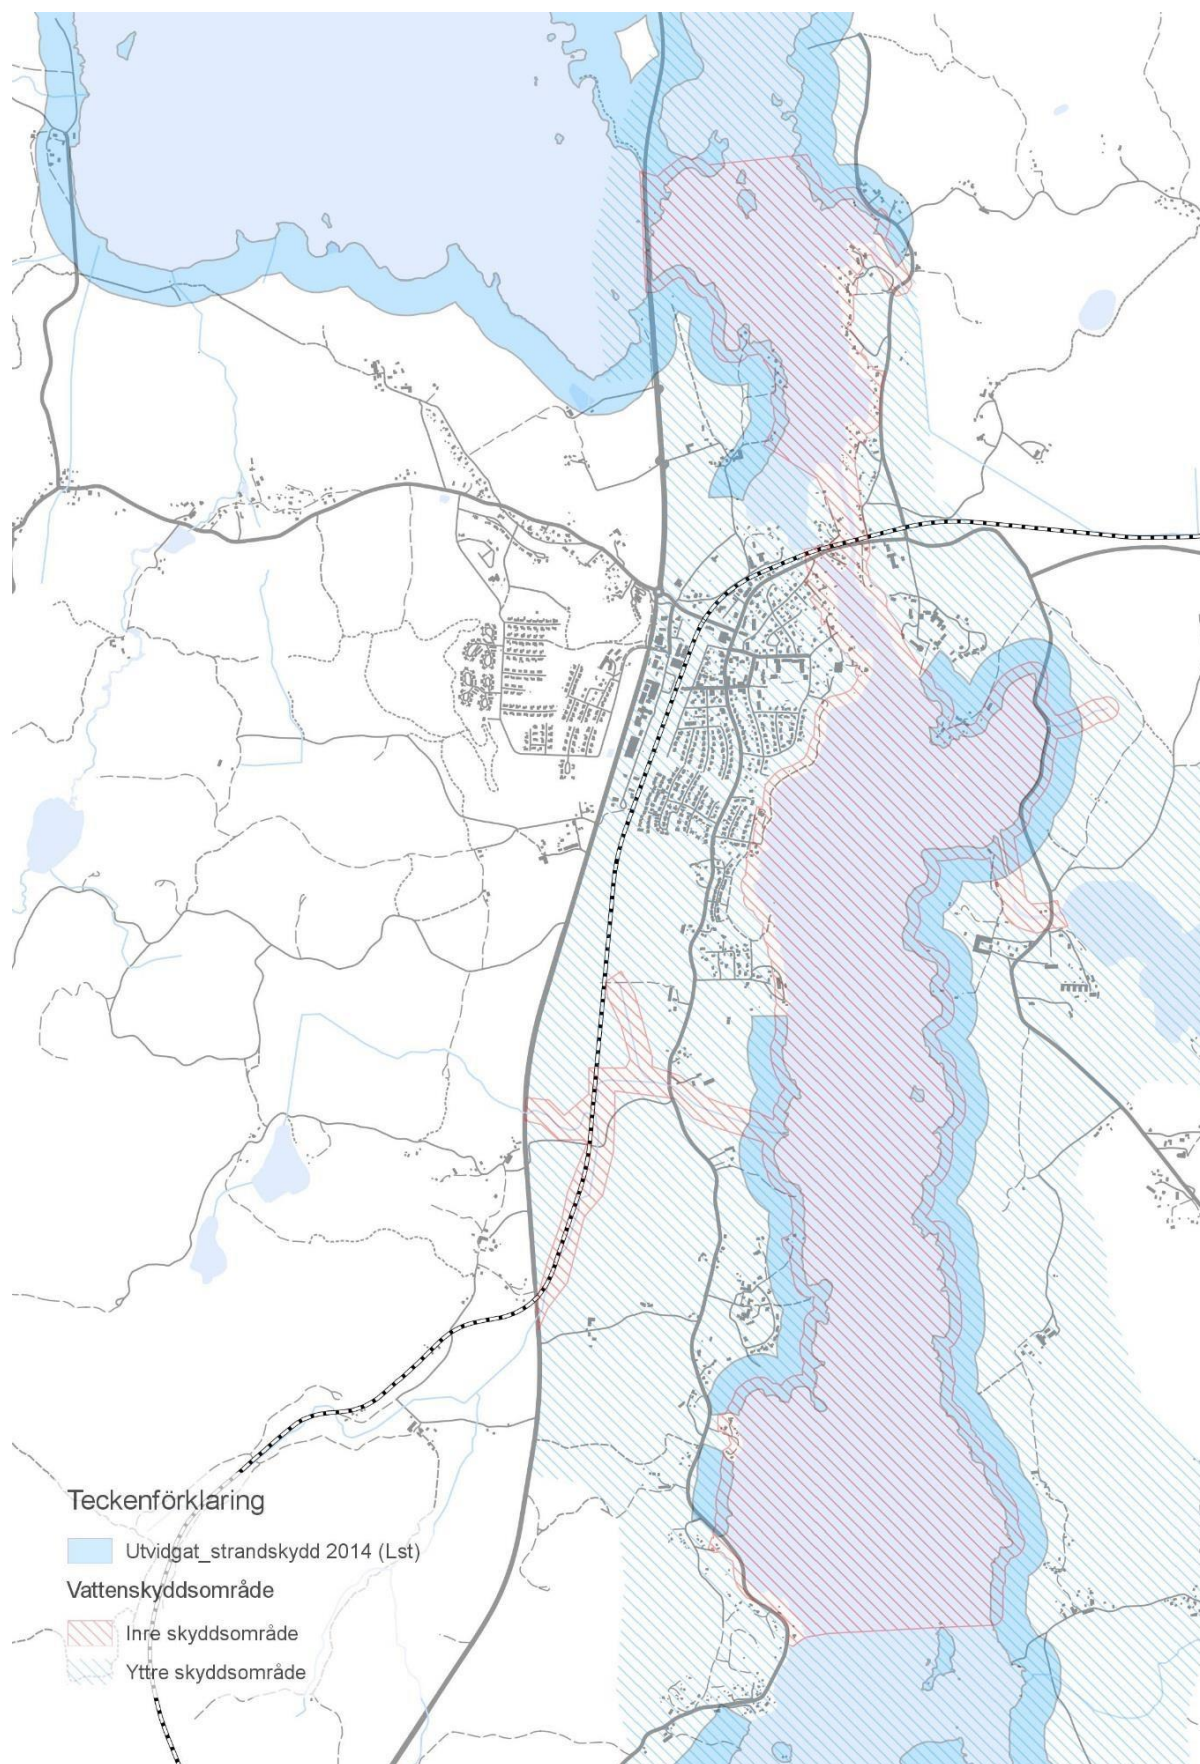 Teckenförklaring
Utvidgat_strandskydd 2014 (Lst)
Vattenskyddsområde
Inre skyddsområde
Yttre skyddsområde